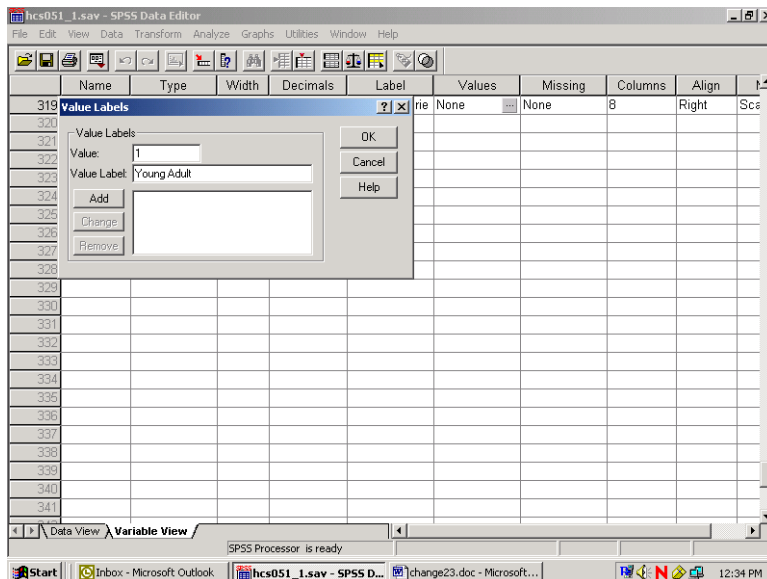 hcs051_1.sav - SPSS Data Editor
File Edit View Data Transform Analyze Graphs Utilities Window Help
Name Type Width Decimals Label Values Missing Columns Align
319 rie None ... None 8 Right Sca
Value Labels
Value Labels
Value: 1
Value Label: Young Adult
Add
Change
Remove
OK
Cancel
Help
320
321
322
323
324
325
326
327
328
329
330
331
332
333
334
335
336
337
338
339
340
341
Data View Variable View
SPSS Processor is ready
Start Inbox - Microsoft Outlook hcs051_1.sav - SPSS D... change23.doc - Microsoft... 12:34 PM